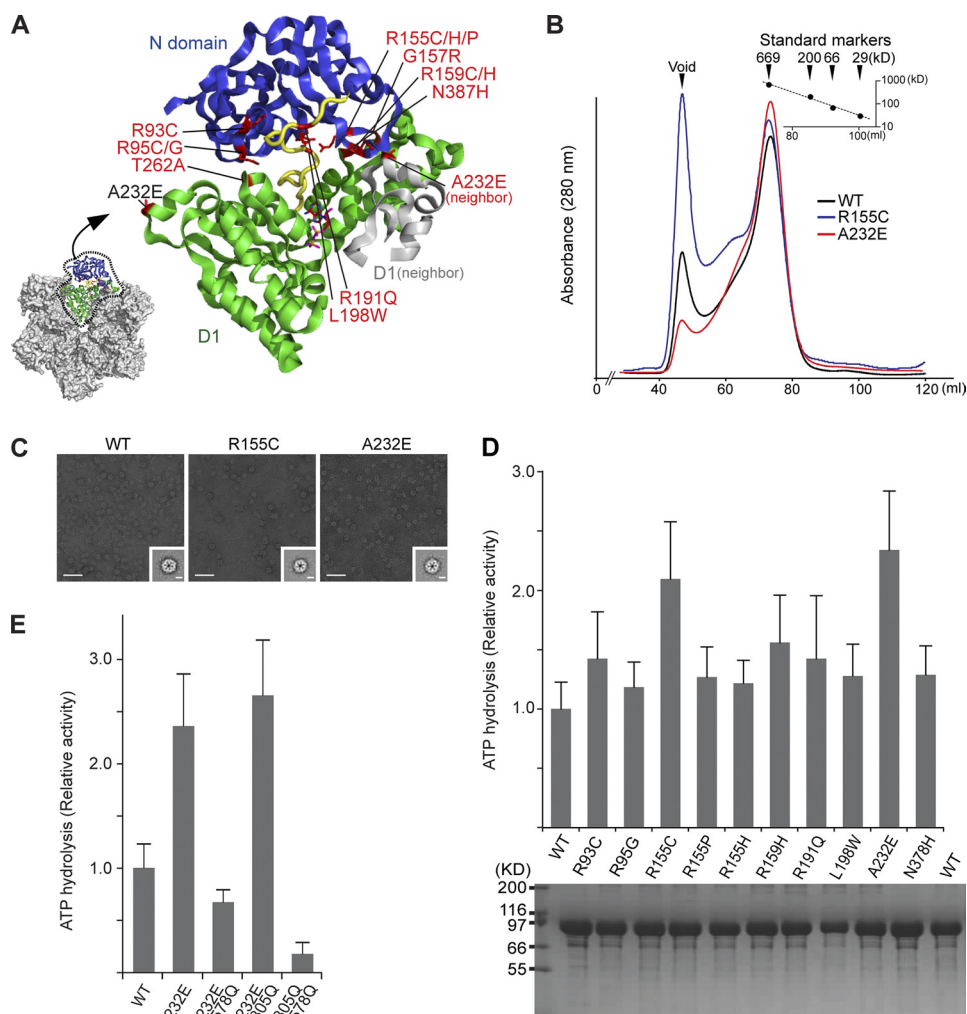 A
N domain
R155C/H/P
G157R
R159C/H
N387H
R93C
R95C/G
T262A
A232E
A232E
(neighbor)
D1(neighbor)
R191Q
L198W
D1
B
Standard markers
Void
669 200 66 29(kD)
1000 (kD)
100
10
80 100(ml)
WT
R155C
A232E
Absorbance (280 nm)
0 40 60 80 100 120 (ml)
C
WT R155C A232E
D
3.0
2.0
1.0
ATP hydrolysis (Relative activity)
WT R93C R95G R155C R155P R155H R159H R191Q L198W A232E N378H WT
(KD)
200
116
97
66
55
E
3.0
2.0
1.0
ATP hydrolysis (Relative activity)
WT